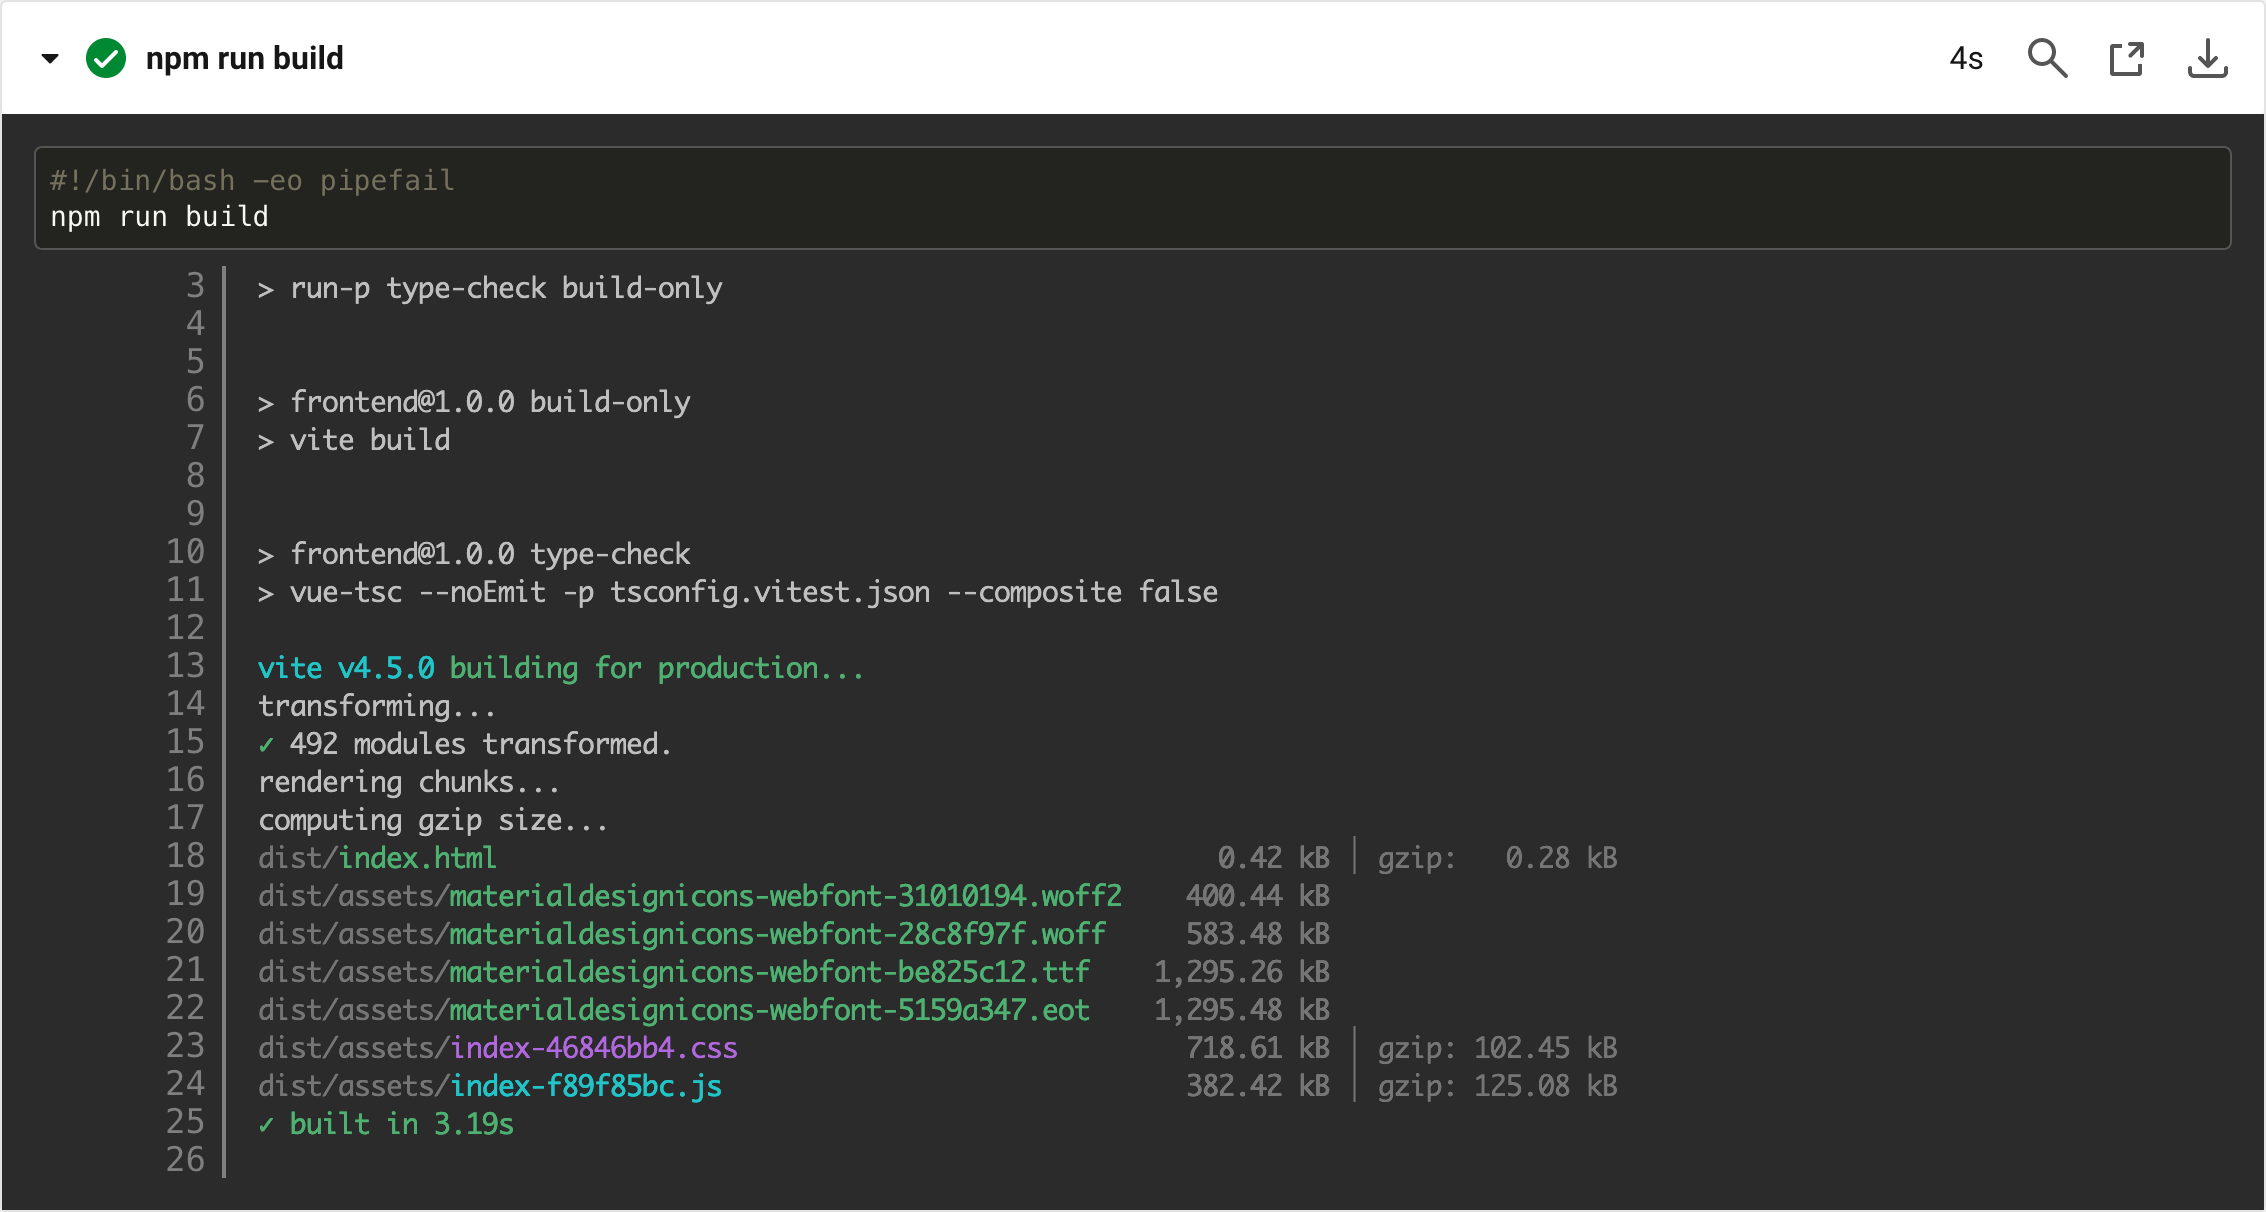 npm run build 4s
#!/bin/bash -eo pipefail
npm run build
3 > run-p type-check build-only
4
5
6 > frontend@1.0.0 build-only
7 > vite build
8
9
10 > frontend@1.0.0 type-check
11 > vue-tsc --noEmit -p tsconfig.vitest.json --composite false
12
13 vite v4.5.0 building for production...
14 transforming...
15 ✓ 492 modules transformed.
16 rendering chunks...
17 computing gzip size...
18 dist/index.html 0.42 kB │ gzip: 0.28 kB
19 dist/assets/materialdesignicons-webfont-31010194.woff2 400.44 kB
20 dist/assets/materialdesignicons-webfont-28c8f97f.woff 583.48 kB
21 dist/assets/materialdesignicons-webfont-be825c12.ttf 1,295.26 kB
22 dist/assets/materialdesignicons-webfont-5159a347.eot 1,295.48 kB
23 dist/assets/index-46846bb4.css 718.61 kB │ gzip: 102.45 kB
24 dist/assets/index-f89f85bc.js 382.42 kB │ gzip: 125.08 kB
25 ✓ built in 3.19s
26